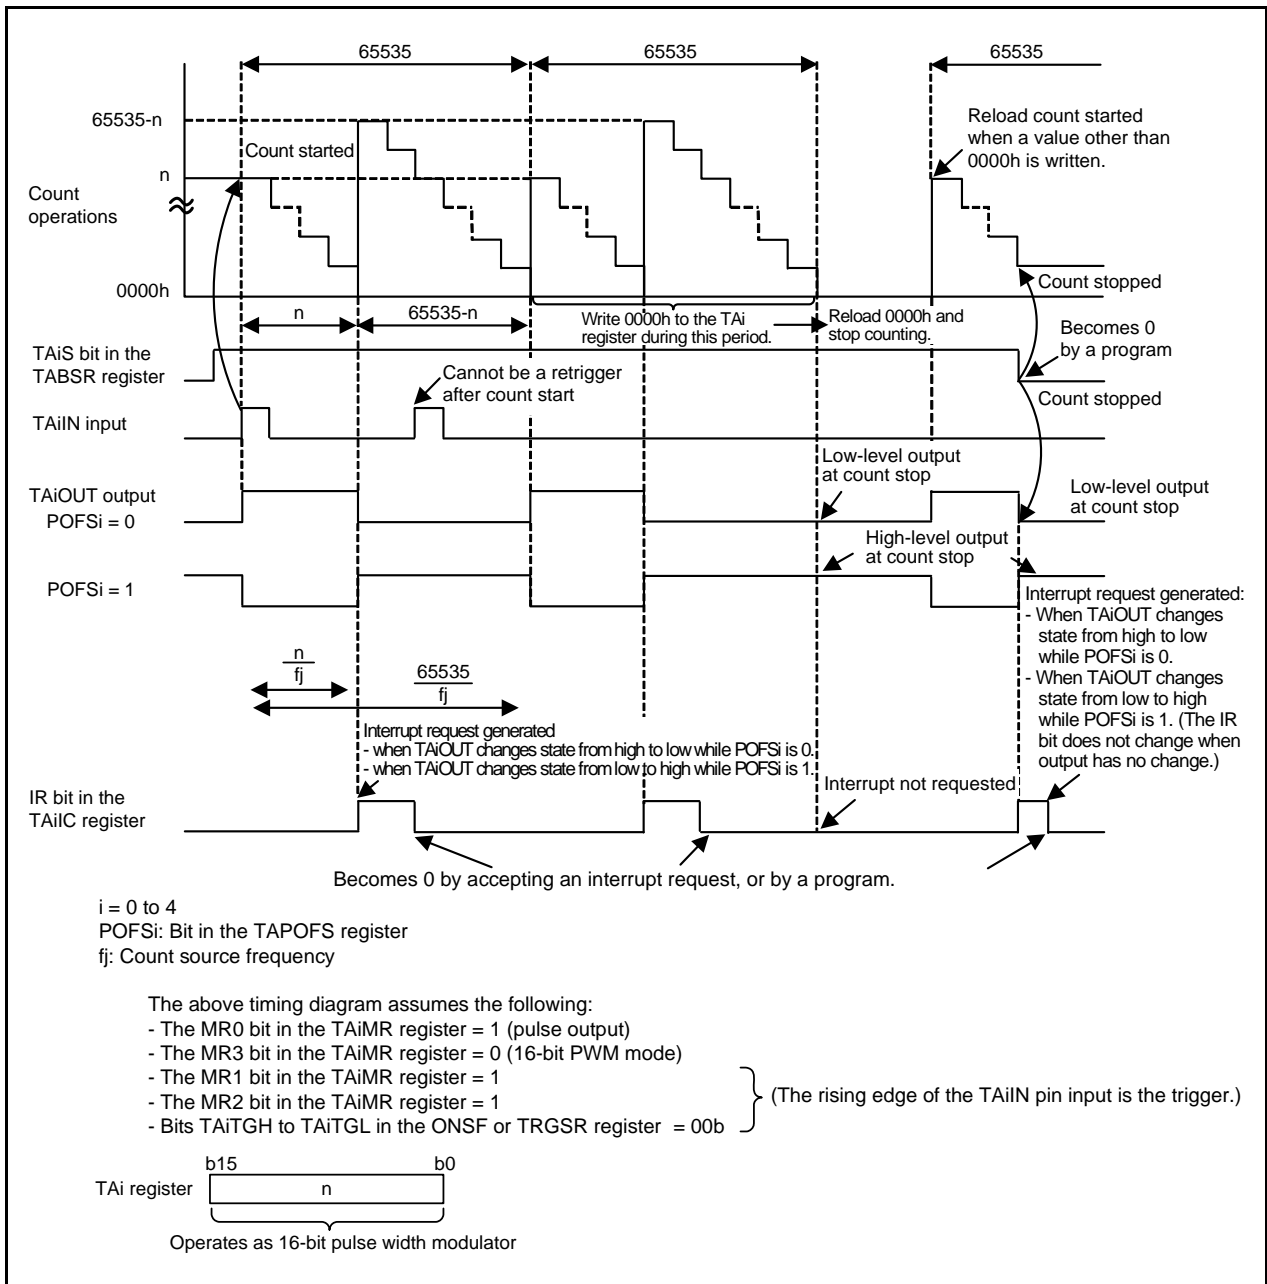 65535
65535
65535
65535-n
Count started
Reload count started
when a value other than
0000h is written.
n
Count
operations
0000h
Count stopped
n
65535-n
Write 0000h to the TAi
register during this period.
Reload 0000h and
stop counting.
Becomes 0
by a program
TAiS bit in the
TABSR register
Cannot be a retrigger
after count start
Count stopped
TAiIN input
Low-level output
at count stop
TAiOUT output
POFSi = 0
Low-level output
at count stop
High-level output
at count stop
POFSi = 1
Interrupt request generated:
- When TAiOUT changes
state from high to low
while POFSi is 0.
- When TAiOUT changes
state from low to high
while POFSi is 1. (The IR
bit does not change when
output has no change.)
n
fj
65535
fj
Interrupt request generated
- when TAiOUT changes state from high to low while POFSi is 0.
- when TAiOUT changes state from low to high while POFSi is 1.
Interrupt not requested
IR bit in the
TAiIC register
Becomes 0 by accepting an interrupt request, or by a program.
i = 0 to 4
POFSi: Bit in the TAPOFS register
fj: Count source frequency
The above timing diagram assumes the following:
- The MR0 bit in the TAiMR register = 1 (pulse output)
- The MR3 bit in the TAiMR register = 0 (16-bit PWM mode)
- The MR1 bit in the TAiMR register = 1
- The MR2 bit in the TAiMR register = 1
- Bits TAiTGH to TAiTGL in the ONSF or TRGSR register = 00b
(The rising edge of the TAiIN pin input is the trigger.)
b15 b0
TAi register n
Operates as 16-bit pulse width modulator